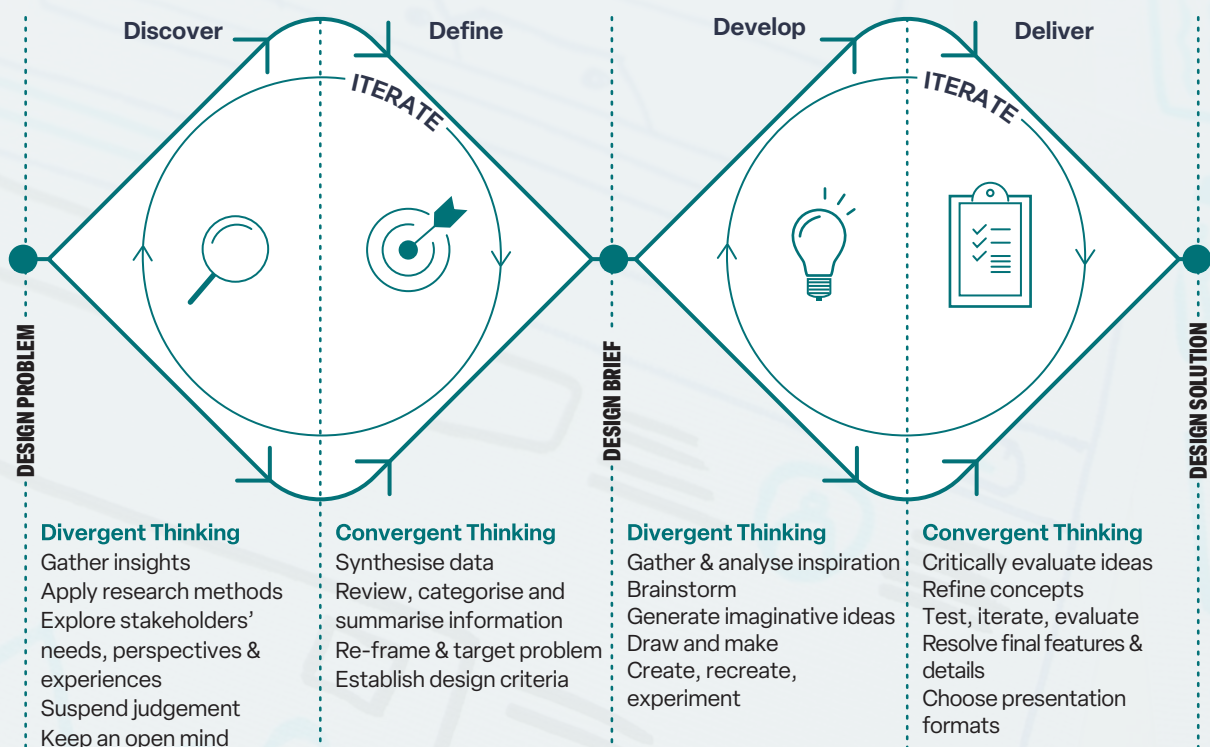 Discover
Define
Develop
Deliver
ITERATE
ITERATE
DESIGN PROBLEM
DESIGN BRIEF
DESIGN SOLUTION
Divergent Thinking
Gather insights
Apply research methods
Explore stakeholders’
needs, perspectives &
experiences
Suspend judgement
Keep an open mind
Convergent Thinking
Synthesise data
Review, categorise and
summarise information
Re-frame & target problem
Establish design criteria
Divergent Thinking
Gather & analyse inspiration
Brainstorm
Generate imaginative ideas
Draw and make
Create, recreate,
experiment
Convergent Thinking
Critically evaluate ideas
Refine concepts
Test, iterate, evaluate
Resolve final features &
details
Choose presentation
formats